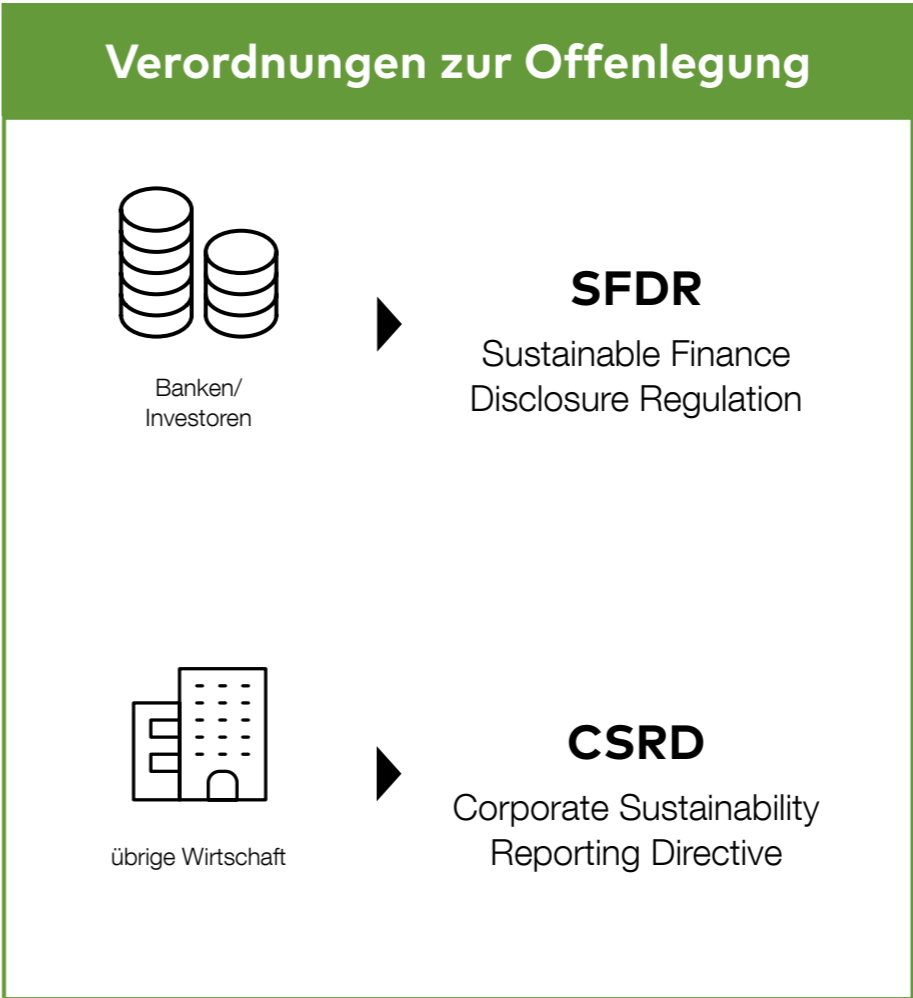 Verordnungen zur Offenlegung
Banken/
Investoren
SFDR
Sustainable Finance
Disclosure Regulation
übrige Wirtschaft
CSRD
Corporate Sustainability
Reporting Directive